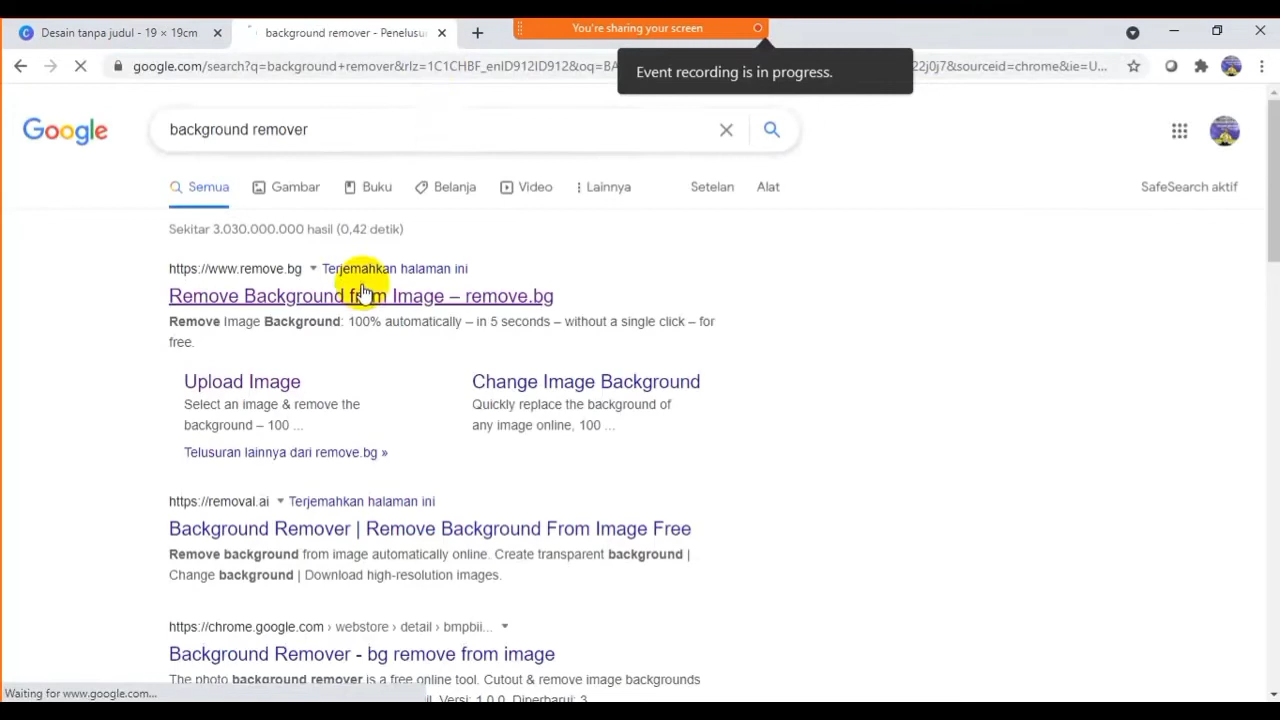 Desain tanpa judul - 19 × 19cm
background remover - Penelusu
You're sharing your screen
Event recording is in progress.
google.com/search?q=background+remover&rlz=1C1CHBF_enID912ID912&oq=BA
22j0j7&sourceid=chrome&ie=U...
Google
background remover
Semua
Gambar
Buku
Belanja
Video
Lainnya
Setelan
Alat
SafeSearch aktif
Sekitar 3.030.000.000 hasil (0,42 detik)
https://www.remove.bg
Terjemahkan halaman ini
Remove Background from Image – remove.bg
Remove Image Background: 100% automatically – in 5 seconds – without a single click – for
free.
Upload Image
Select an image & remove the
background – 100 ...
Change Image Background
Quickly replace the background of
any image online, 100 ...
Telusuran lainnya dari remove.bg »
https://removal.ai
Terjemahkan halaman ini
Background Remover | Remove Background From Image Free
Remove background from image automatically online. Create transparent background |
Change background | Download high-resolution images.
https://chrome.google.com › webstore › detail › bmpbii...
Background Remover - bg remove from image
The photo background remover is a free online tool. Cutout & remove image backgrounds
Versi: 1.0.0. Diperbarui: 3
Waiting for www.google.com...